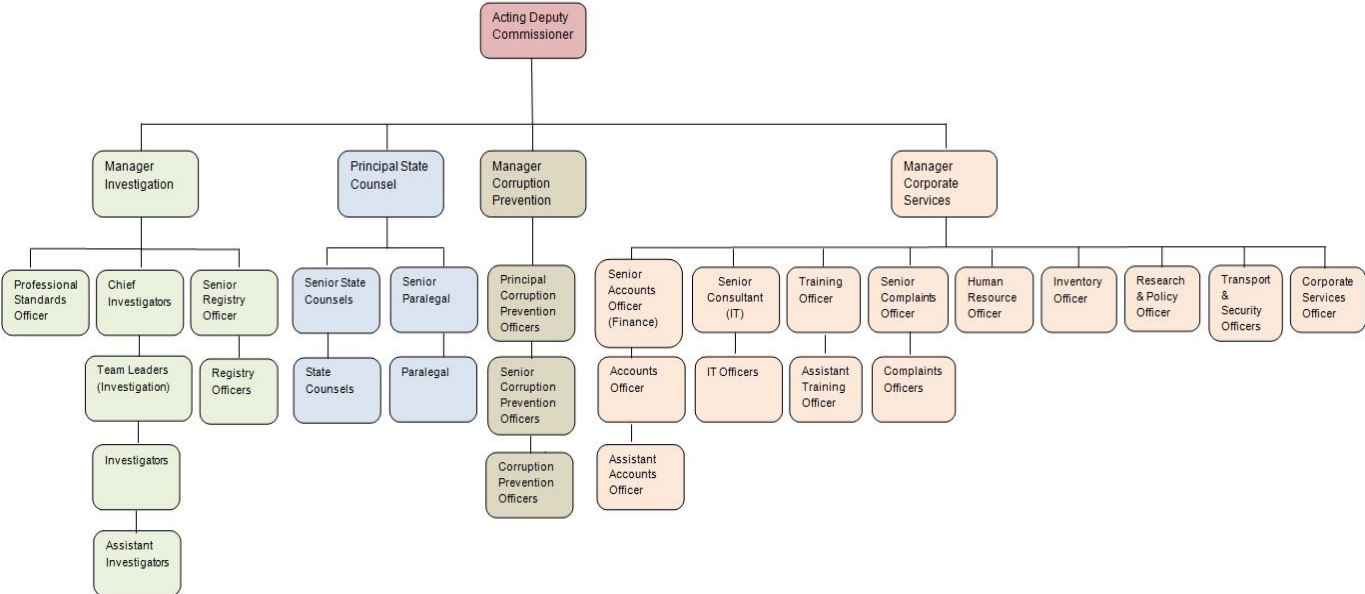 Acting Deputy
Commissioner
Manager
Investigation
Principal State
Counsel
Manager
Corruption
Prevention
Manager
Corporate
Services
Professional
Standards
Officer
Chief
Investigators
Senior
Registry
Officer
Senior State
Counsels
Senior
Paralegal
Principal
Corruption
Prevention
Officers
Senior
Accounts
Officer
(Finance)
Senior
Consultant
(IT)
Training
Officer
Senior
Complaints
Officer
Human
Resource
Officer
Inventory
Officer
Research
& Policy
Officer
Transport
&
Security
Officers
Corporate
Services
Officer
Team Leaders
(Investigation)
Registry
Officers
State
Counsels
Paralegal
Senior
Corruption
Prevention
Officers
Accounts
Officer
IT Officers
Assistant
Training
Officer
Complaints
Officers
Investigators
Corruption
Prevention
Officers
Assistant
Accounts
Officer
Assistant
Investigators